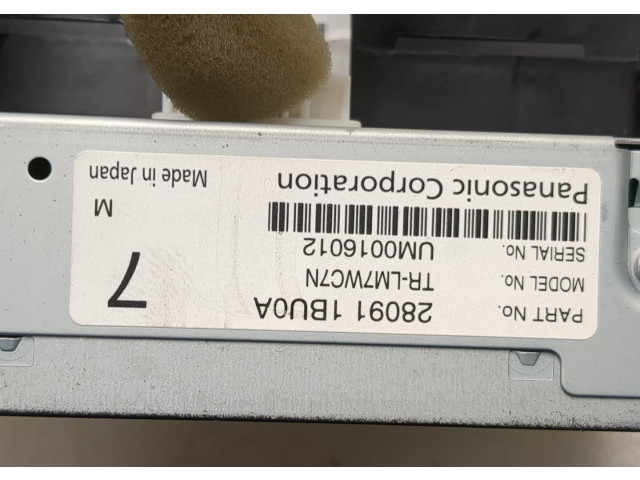 PART No. 28091 1BU0A
MODEL No. TR-LM7WC7N
SERIAL No. UM0016012
7
M
Panasonic Corporation Made in Japan